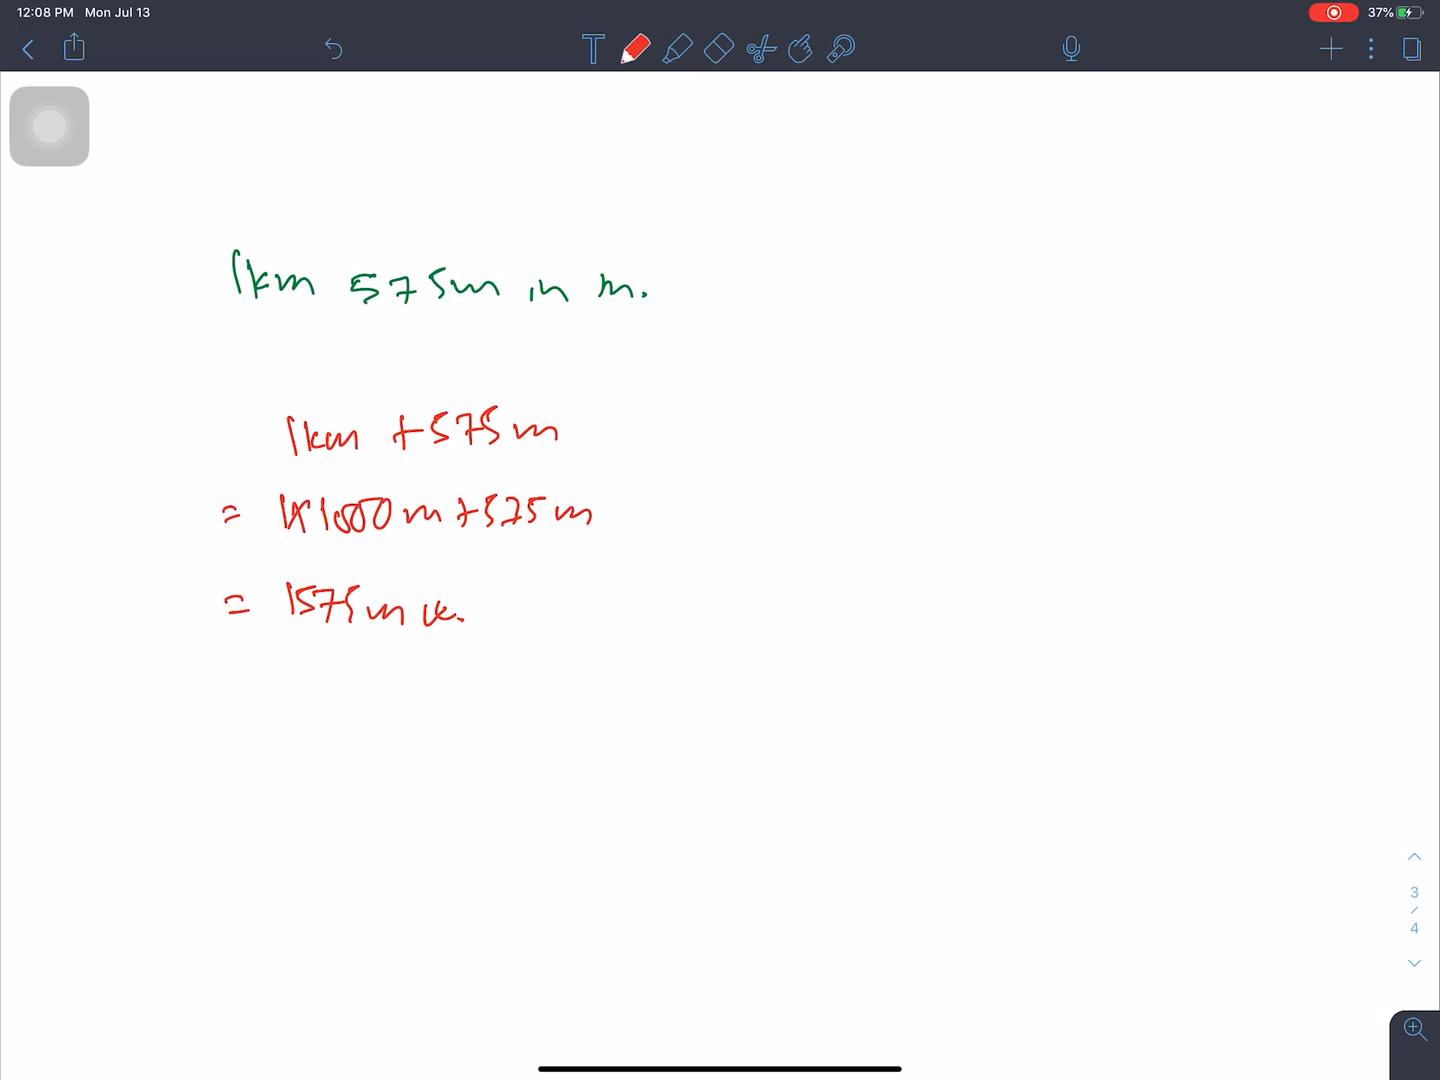 12:08 PM Mon Jul 13
37%
T
1km 575m in m.
1km + 575m
= 1×1000m + 575m
= 1575m
3
/
4